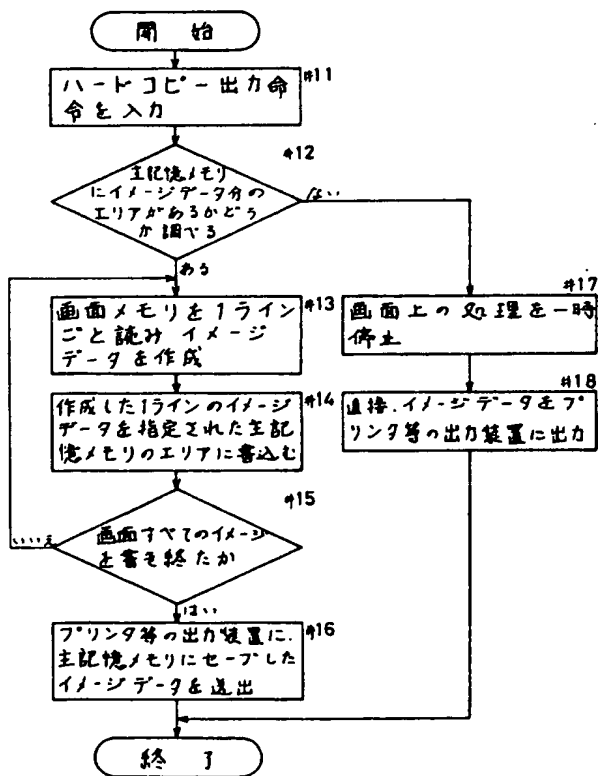 開 始
ハードコピー出力命
令を入力
#11
#12
主記憶メモリ
にイメージデータ分の
エリアがあるかどう
か調べる
ある
#13
画面メモリを1ライン
ごと読み イメージ
データを作成
作成した1ラインのイメージ
データを指定された主記
憶メモリのエリアに書込む
#14
#15
画面すべてのイメージ
を書き終たか
いいえ
はい
プリンタ等の出力装置に、
主記憶メモリにセーブした
イメージデータを送出
#16
#17
画面上の処理を一時
停止
#18
直接、イメージデータをプ
リンタ等の出力装置に出力
終 了